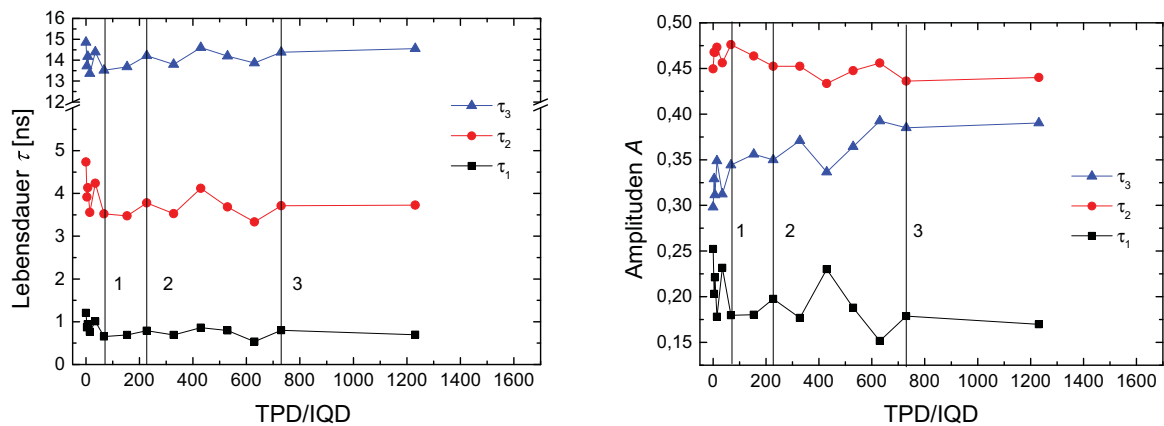 16
15
14
13
12
5
4
3
2
1
0
Lebensdauer τ [ns]
τ3
τ2
τ1
1 2 3
0 200 400 600 800 1000 1200 1400 1600
TPD/IQD
0,50
0,45
0,40
0,35
0,30
0,25
0,20
0,15
Amplituden A
τ3
τ2
τ1
1 2 3
0 200 400 600 800 1000 1200 1400 1600
TPD/IQD